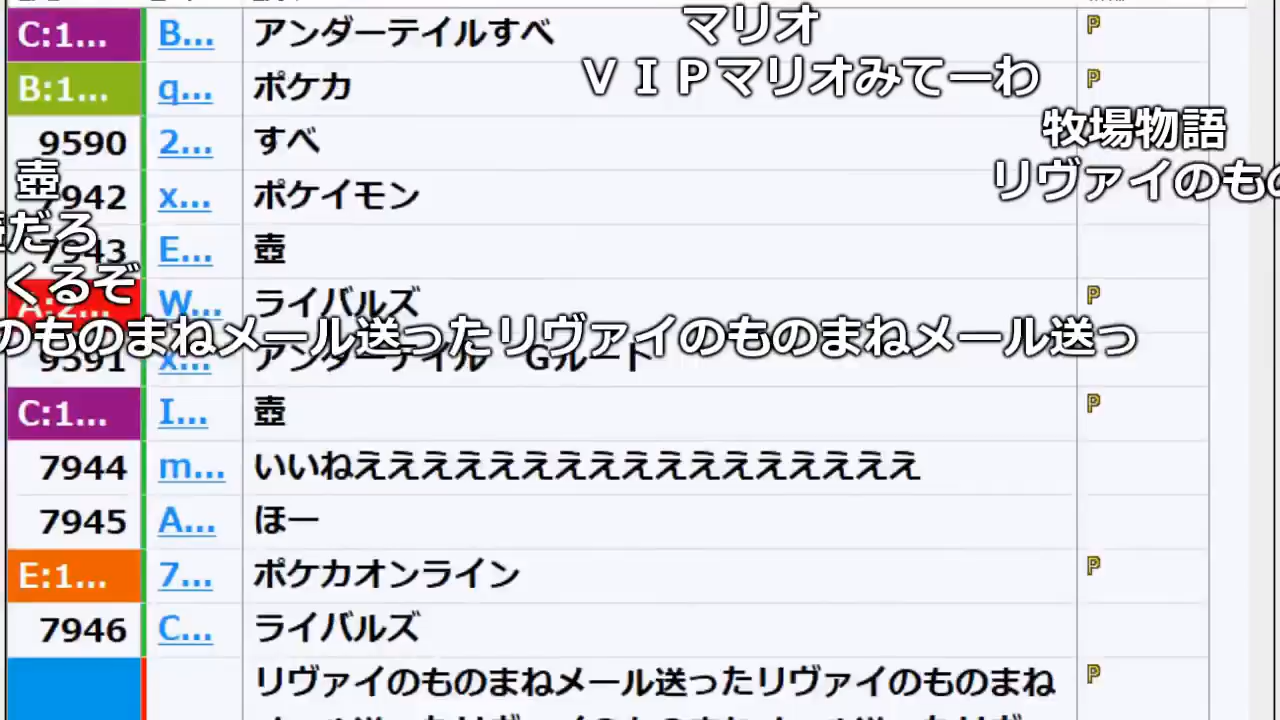 C:1... B... アンダーテイルすべ P
マリオ
B:1... q... ポケカ P
ＶＩＰマリオみてーわ
9590 2... すべ
牧場物語
壺
7942 x... ポケイモン
リヴァイのもの
だろ
7943 E... 壺
くるぞ
A:2... W... ライバルズ P
のものまねメール送ったリヴァイのものまねメール送っ
9591 x... アンダーテイル Gルート
C:1... I... 壺 P
7944 m... いいねえええええええええええええええええ
7945 A... ほー
E:1... 7... ポケカオンライン P
7946 C... ライバルズ
リヴァイのものまねメール送ったリヴァイのものまね P